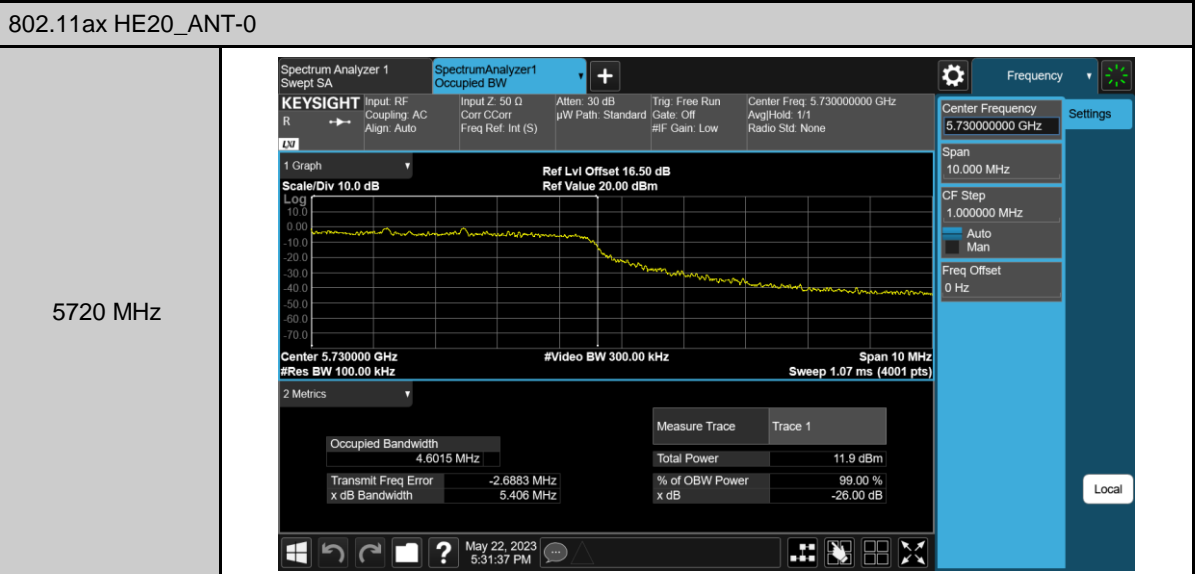 802.11ax HE20_ANT-0
5720 MHz
Spectrum Analyzer 1
Swept SA
SpectrumAnalyzer1
Occupied BW
Frequency
KEYSIGHT
R
LXI
Input: RF
Coupling: AC
Align: Auto
Input Z: 50 Ω
Corr CCorr
Freq Ref: Int (S)
Atten: 30 dB
µW Path: Standard
Trig: Free Run
Gate: Off
#IF Gain: Low
Center Freq: 5.730000000 GHz
Avg|Hold: 1/1
Radio Std: None
Center Frequency
5.730000000 GHz
Settings
Span
10.000 MHz
CF Step
1.000000 MHz
Auto
Man
Freq Offset
0 Hz
1 Graph
Scale/Div 10.0 dB
Ref Lvl Offset 16.50 dB
Ref Value 20.00 dBm
Log
10.0
0.00
-10.0
-20.0
-30.0
-40.0
-50.0
-60.0
-70.0
Center 5.730000 GHz
#Video BW 300.00 kHz
Span 10 MHz
#Res BW 100.00 kHz
Sweep 1.07 ms (4001 pts)
2 Metrics
Measure Trace
Trace 1
Occupied Bandwidth
4.6015 MHz
Total Power
11.9 dBm
Transmit Freq Error
-2.6883 MHz
% of OBW Power
99.00 %
x dB Bandwidth
5.406 MHz
x dB
-26.00 dB
Local
?
May 22, 2023
5:31:37 PM